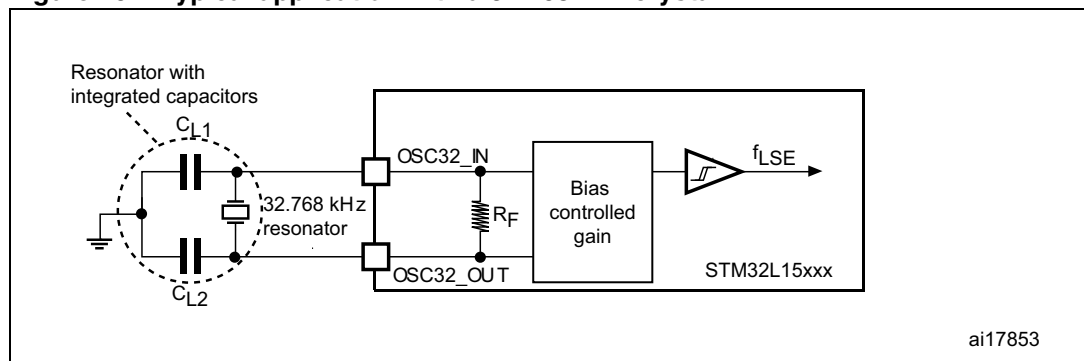 Resonator with
integrated capacitors
CL1
OSC32_IN
fLSE
32.768 kHz
resonator
RF
Bias
controlled
gain
OSC32_OUT
STM32L15xxx
CL2
ai17853